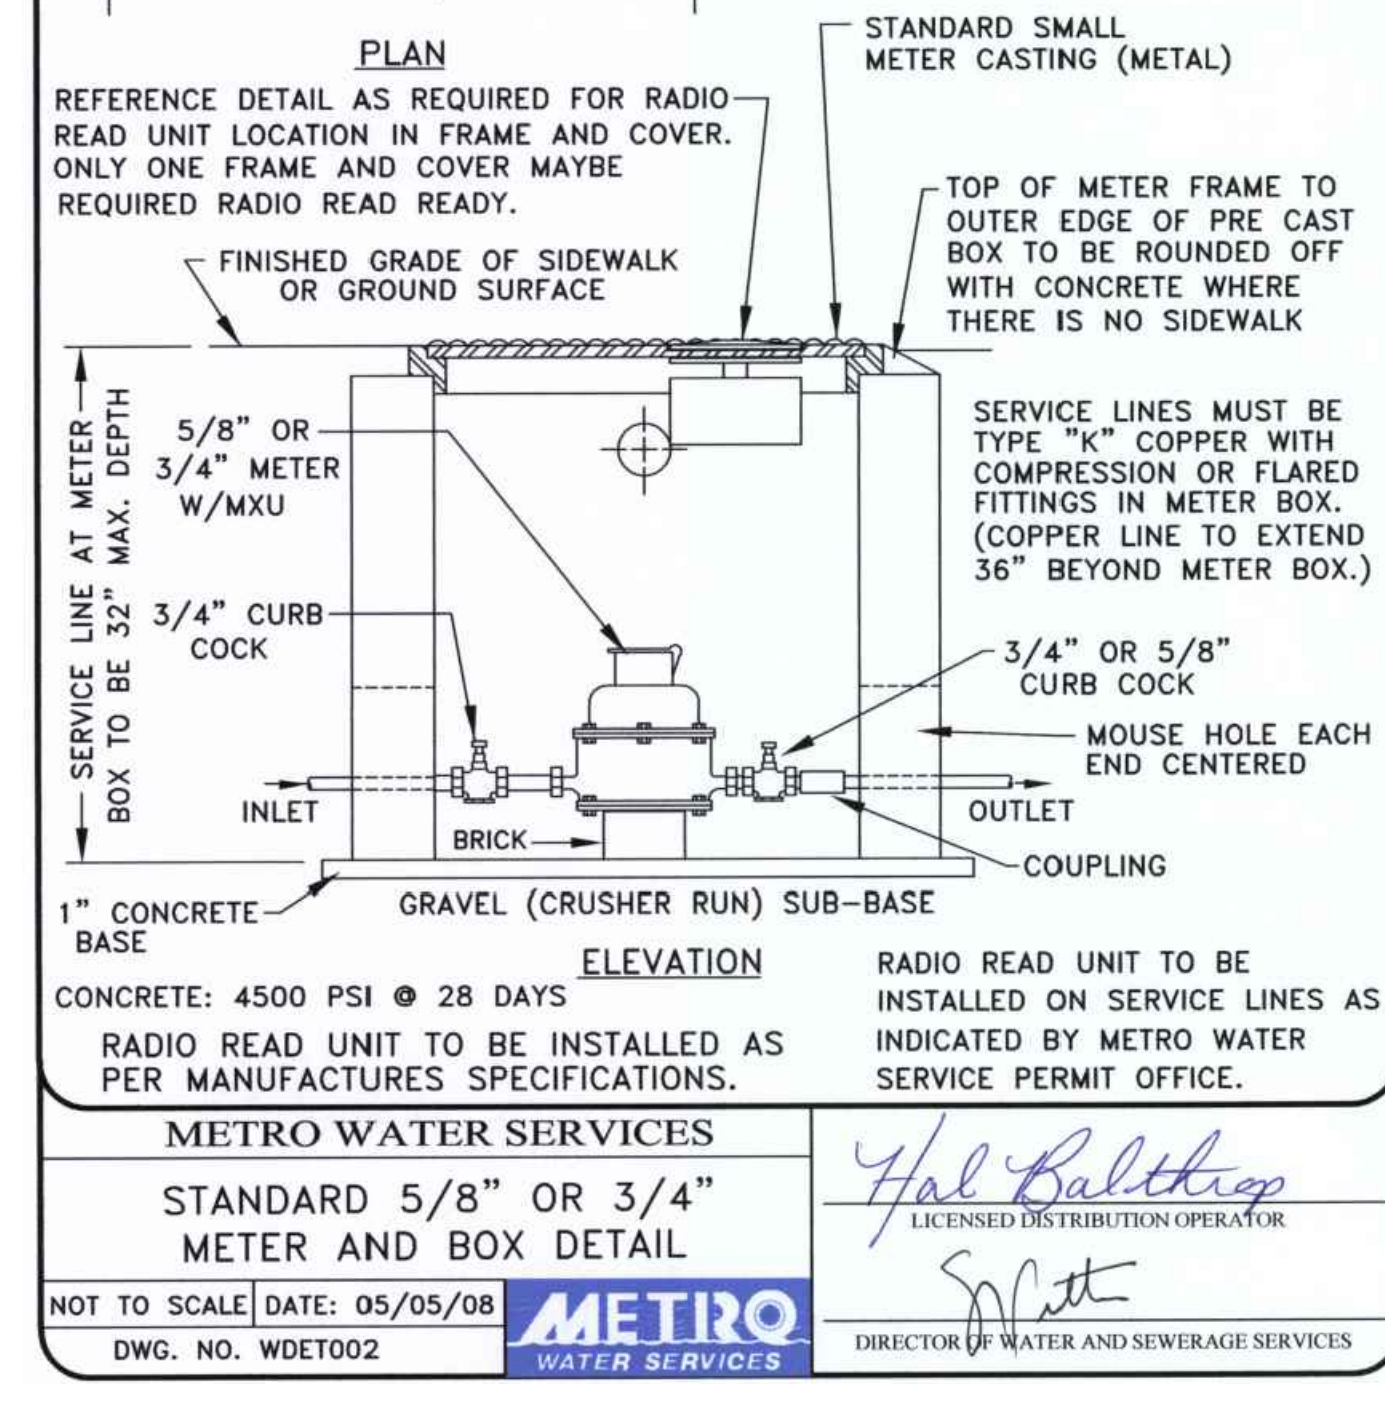 PLAN
STANDARD SMALL
METER CASTING (METAL)
REFERENCE DETAIL AS REQUIRED FOR RADIO
READ UNIT LOCATION IN FRAME AND COVER.
ONLY ONE FRAME AND COVER MAYBE
REQUIRED RADIO READ READY.
TOP OF METER FRAME TO
OUTER EDGE OF PRE CAST
BOX TO BE ROUNDED OFF
WITH CONCRETE WHERE
THERE IS NO SIDEWALK
FINISHED GRADE OF SIDEWALK
OR GROUND SURFACE
SERVICE LINE AT METER
BOX TO BE 32" MAX. DEPTH
5/8" OR
3/4" METER
W/MXU
SERVICE LINES MUST BE
TYPE "K" COPPER WITH
COMPRESSION OR FLARED
FITTINGS IN METER BOX.
(COPPER LINE TO EXTEND
36" BEYOND METER BOX.)
3/4" CURB
COCK
3/4" OR 5/8"
CURB COCK
MOUSE HOLE EACH
END CENTERED
INLET
OUTLET
BRICK
COUPLING
1" CONCRETE
BASE
GRAVEL (CRUSHER RUN) SUB-BASE
ELEVATION
CONCRETE: 4500 PSI @ 28 DAYS
RADIO READ UNIT TO BE INSTALLED AS
PER MANUFACTURES SPECIFICATIONS.
RADIO READ UNIT TO BE
INSTALLED ON SERVICE LINES AS
INDICATED BY METRO WATER
SERVICE PERMIT OFFICE.
METRO WATER SERVICES
STANDARD 5/8" OR 3/4"
METER AND BOX DETAIL
NOT TO SCALE
DATE: 05/05/08
DWG. NO. WDET002
METRO
WATER SERVICES
Hal Balthrop
LICENSED DISTRIBUTION OPERATOR
DIRECTOR OF WATER AND SEWERAGE SERVICES